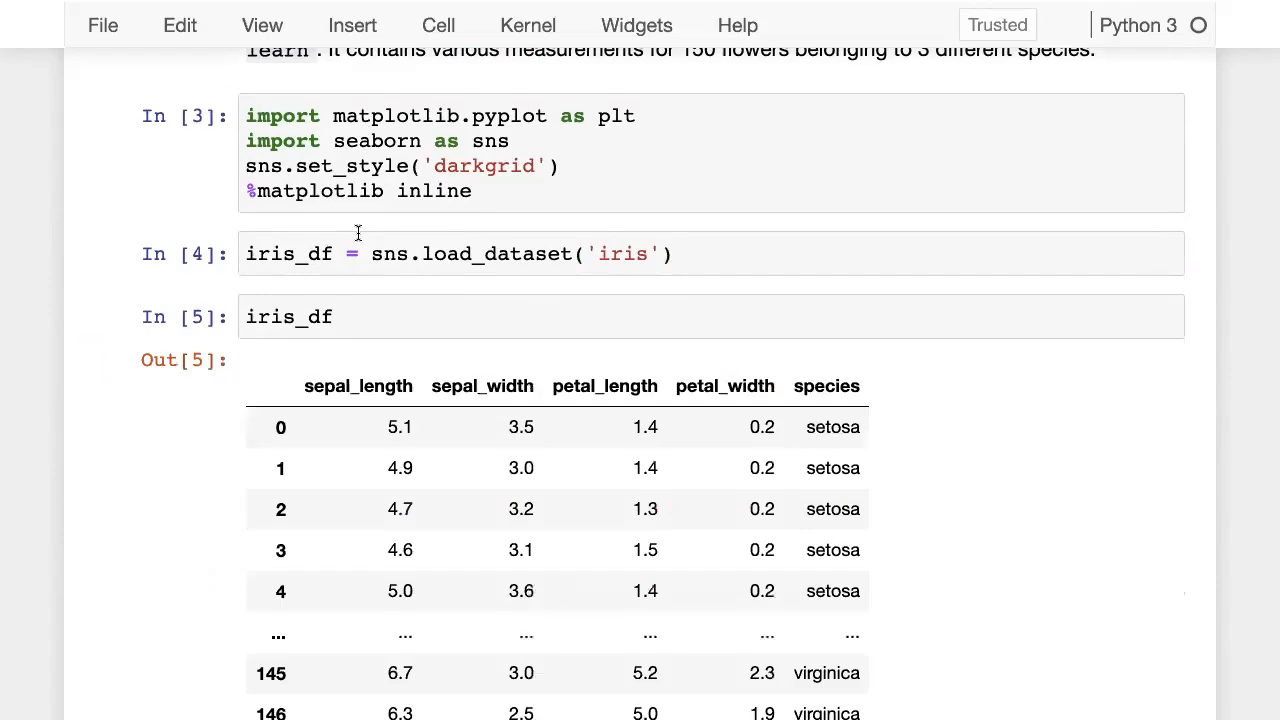 File Edit View Insert Cell Kernel Widgets Help Trusted Python 3
learn . It contains various measurements for 150 flowers belonging to 3 different species.
In [3]: import matplotlib.pyplot as plt
import seaborn as sns
sns.set_style('darkgrid')
%matplotlib inline
In [4]: iris_df = sns.load_dataset('iris')
In [5]: iris_df
Out[5]:
sepal_length sepal_width petal_length petal_width species
0 5.1 3.5 1.4 0.2 setosa
1 4.9 3.0 1.4 0.2 setosa
2 4.7 3.2 1.3 0.2 setosa
3 4.6 3.1 1.5 0.2 setosa
4 5.0 3.6 1.4 0.2 setosa
... ... ... ... ... ...
145 6.7 3.0 5.2 2.3 virginica
146 6.3 2.5 5.0 1.9 virginica